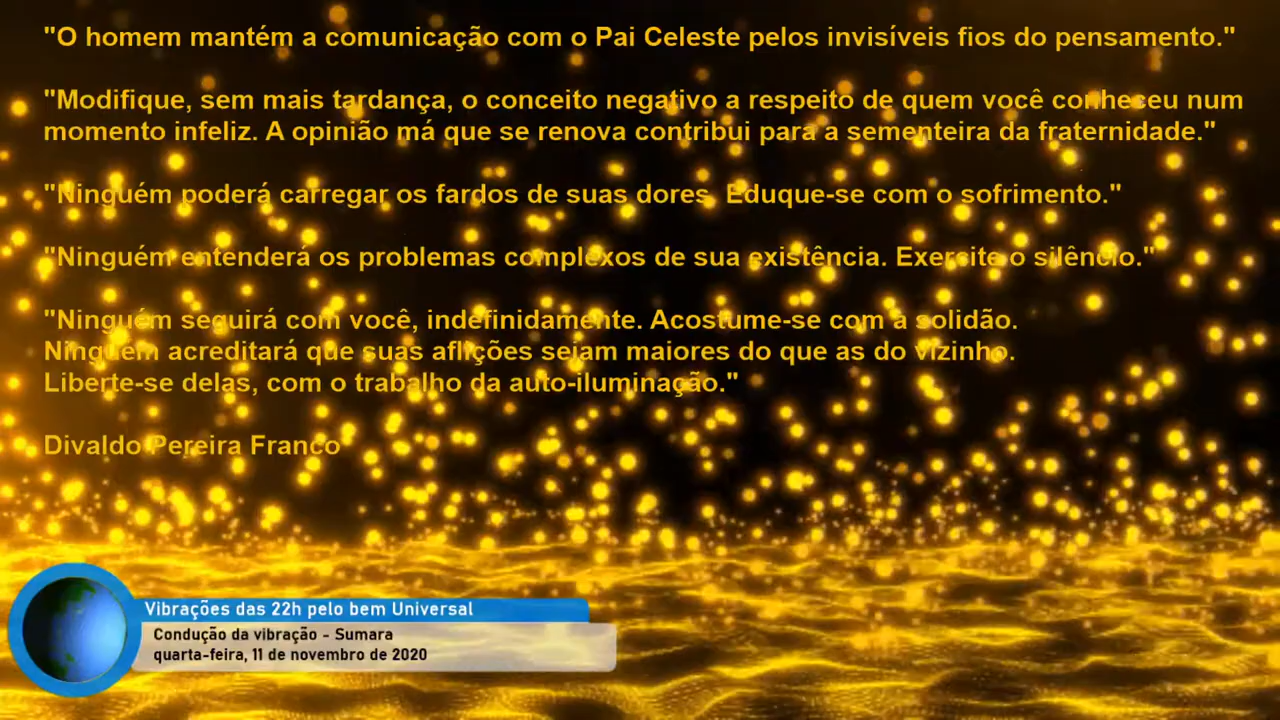 "O homem mantém a comunicação com o Pai Celeste pelos invisíveis fios do pensamento."
"Modifique, sem mais tardança, o conceito negativo a respeito de quem você conheceu num
momento infeliz. A opinião má que se renova contribui para a sementeira da fraternidade."
"Ninguém poderá carregar os fardos de suas dores. Eduque-se com o sofrimento."
"Ninguém entenderá os problemas complexos de sua existência. Exercite o silêncio."
"Ninguém seguirá com você, indefinidamente. Acostume-se com a solidão.
Ninguém acreditará que suas aflições sejam maiores do que as do vizinho.
Liberte-se delas, com o trabalho da auto-iluminação."
Divaldo Pereira Franco
Vibrações das 22h pelo bem Universal
Condução da vibração - Sumara
quarta-feira, 11 de novembro de 2020